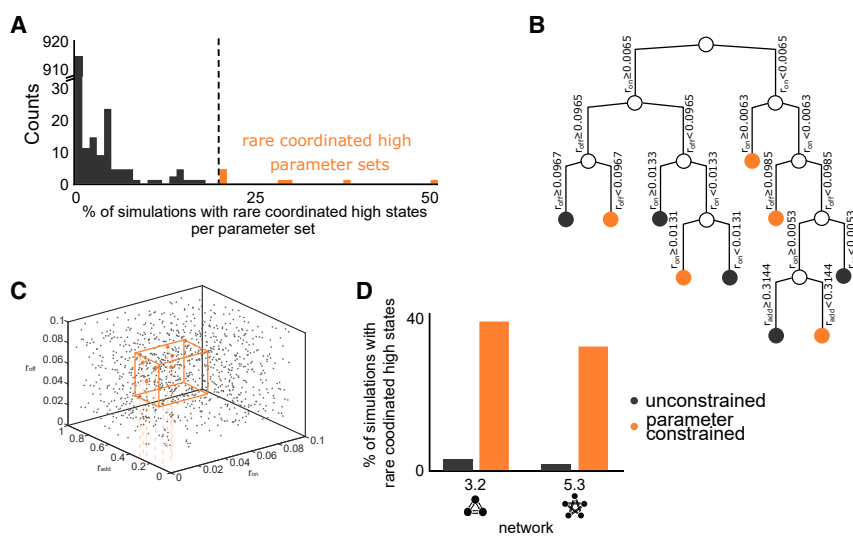 A
920
910
30
20
10
0
Counts
rare coordinated high
parameter sets
0
25
50
% of simulations with rare coordinated high states
per parameter set
B
r_on≥0.0065
r_on<0.0065
r_off≥0.0965
r_off<0.0965
r_on≥0.0063
r_on<0.0063
r_off≥0.0967
r_off<0.0967
r_on≥0.0133
r_on<0.0133
r_off≥0.0985
r_off<0.0985
r_on≥0.0131
r_on<0.0131
r_on≥0.0053
r_on<0.0053
r_add≥0.3144
r_add<0.3144
C
0.1
0.08
0.06
0.04
0.02
0
r_off
1
0.8
0.6
0.4
0.2
0
r_add
0
0.02
0.04
0.06
0.08
0.1
r_on
D
% of simulations with
rare coodinated high states
40
0
3.2
5.3
network
unconstrained
parameter
constrained